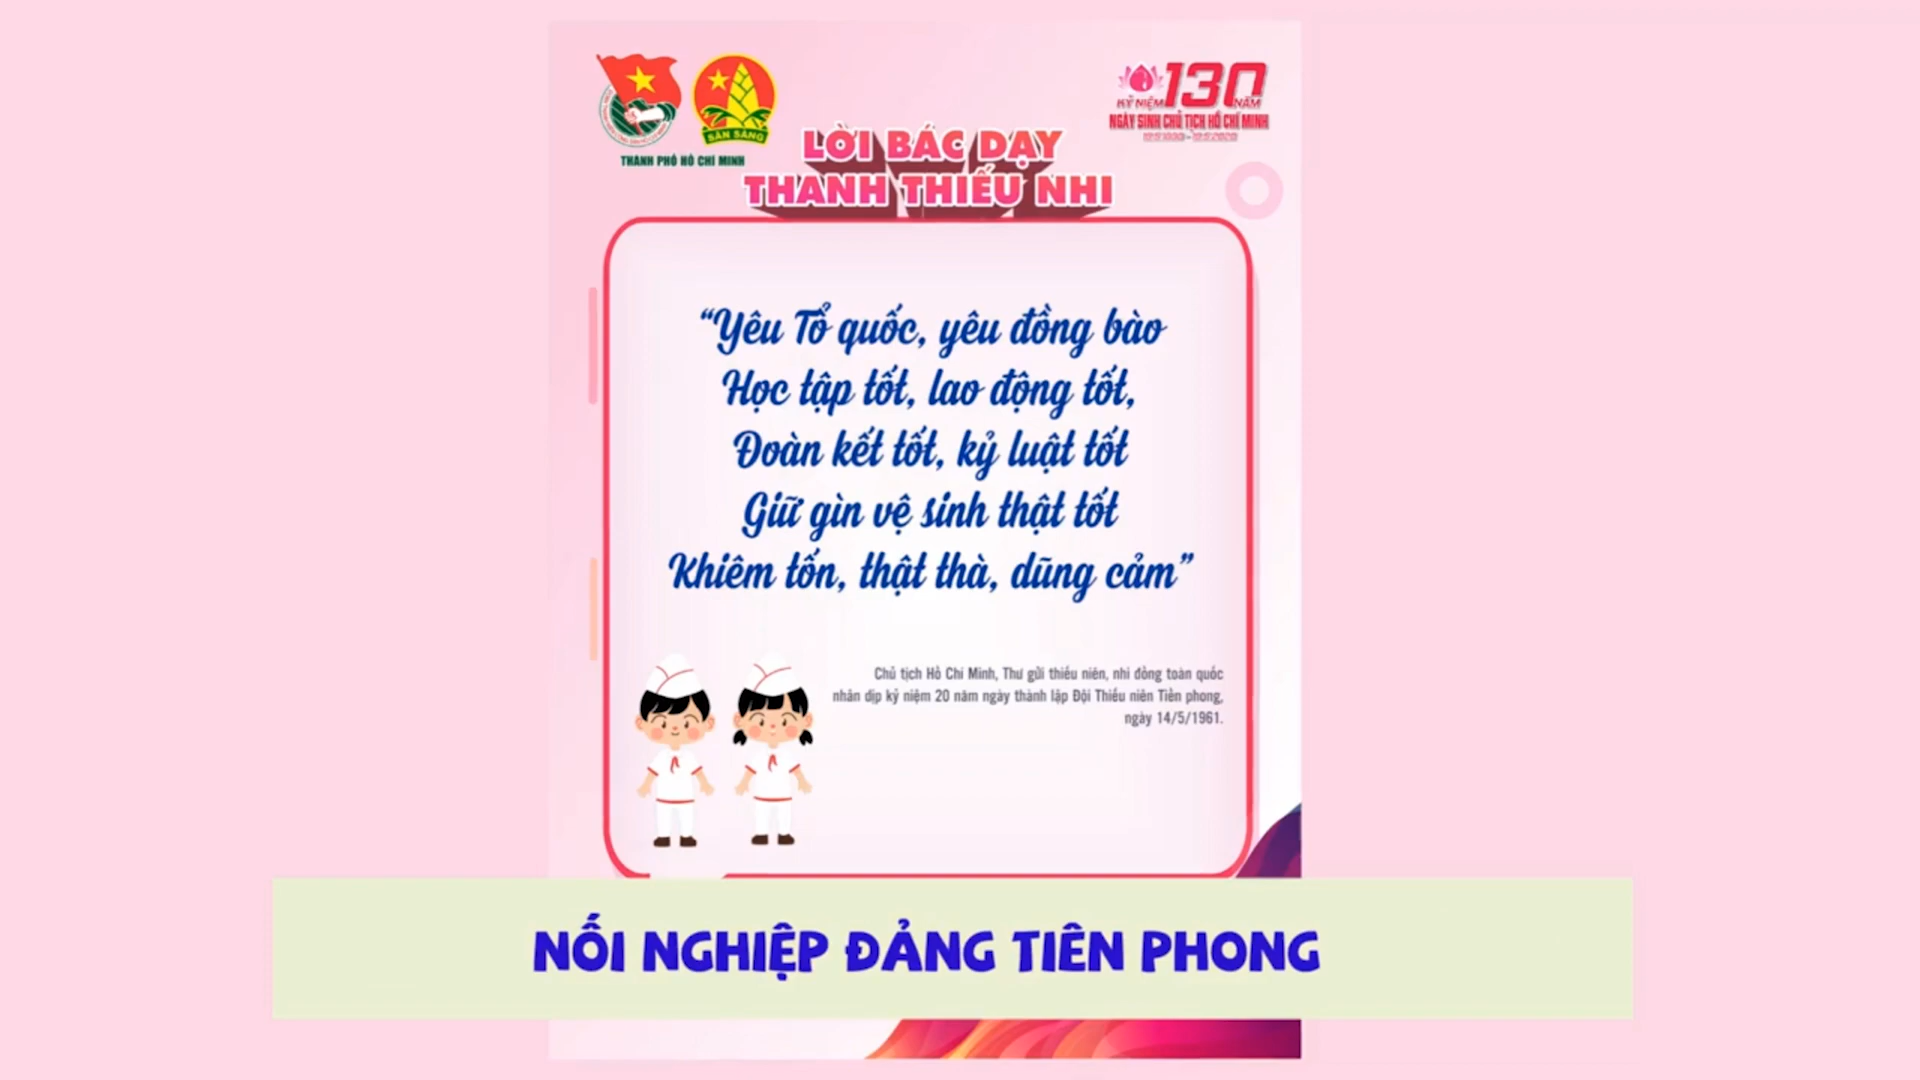 SẴN SÀNG
THÀNH PHỐ HỒ CHÍ MINH
KỶ NIỆM 130 NĂM
NGÀY SINH CHỦ TỊCH HỒ CHÍ MINH
LỜI BÁC DẠY
THANH THIẾU NHI
“Yêu Tổ quốc, yêu đồng bào
Học tập tốt, lao động tốt,
Đoàn kết tốt, kỷ luật tốt
Giữ gìn vệ sinh thật tốt
Khiêm tốn, thật thà, dũng cảm”
Chủ tịch Hồ Chí Minh, Thư gửi thiếu niên, nhi đồng toàn quốc
nhân dịp kỷ niệm 20 năm ngày thành lập Đội Thiếu niên Tiền phong,
ngày 14/5/1961.
NỐI NGHIỆP ĐẢNG TIÊN PHONG